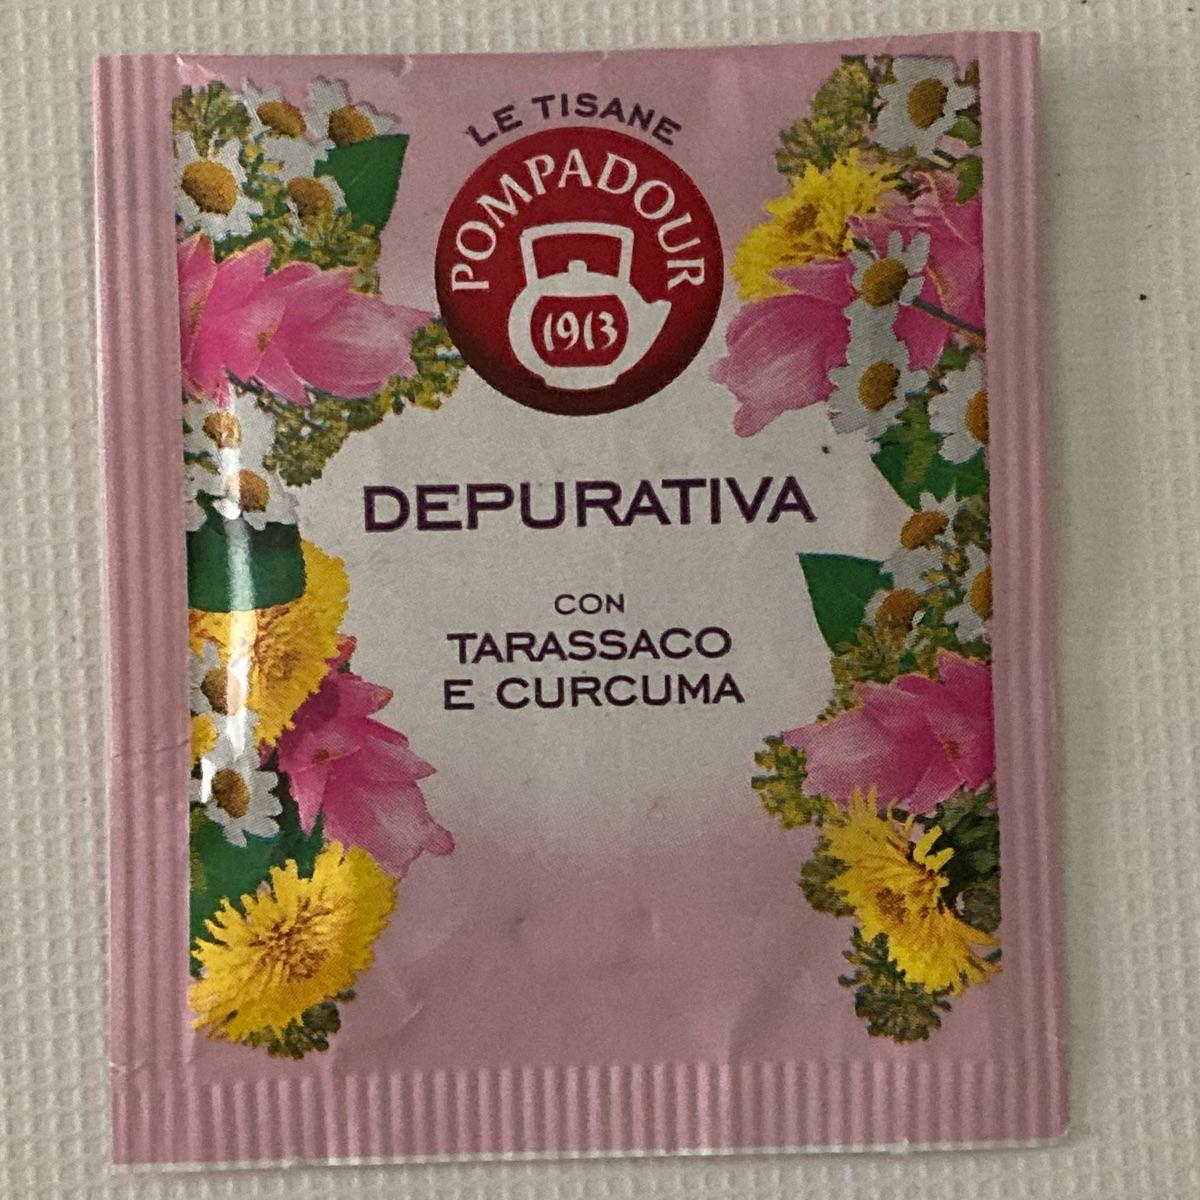 LE TISANE
POMPADOUR
1913
DEPURATIVA
CON
TARASSACO
E CURCUMA